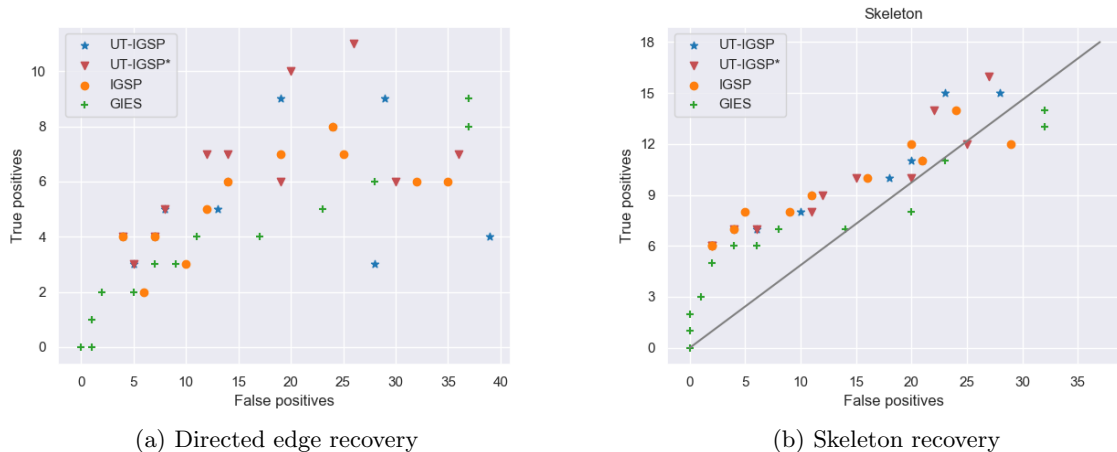 UT-IGSP
UT-IGSP*
IGSP
GIES
True positives
10
8
6
4
2
0
0 5 10 15 20 25 30 35 40
False positives
(a) Directed edge recovery
Skeleton
UT-IGSP
UT-IGSP*
IGSP
GIES
True positives
18
15
12
9
6
3
0
0 5 10 15 20 25 30 35
False positives
(b) Skeleton recovery